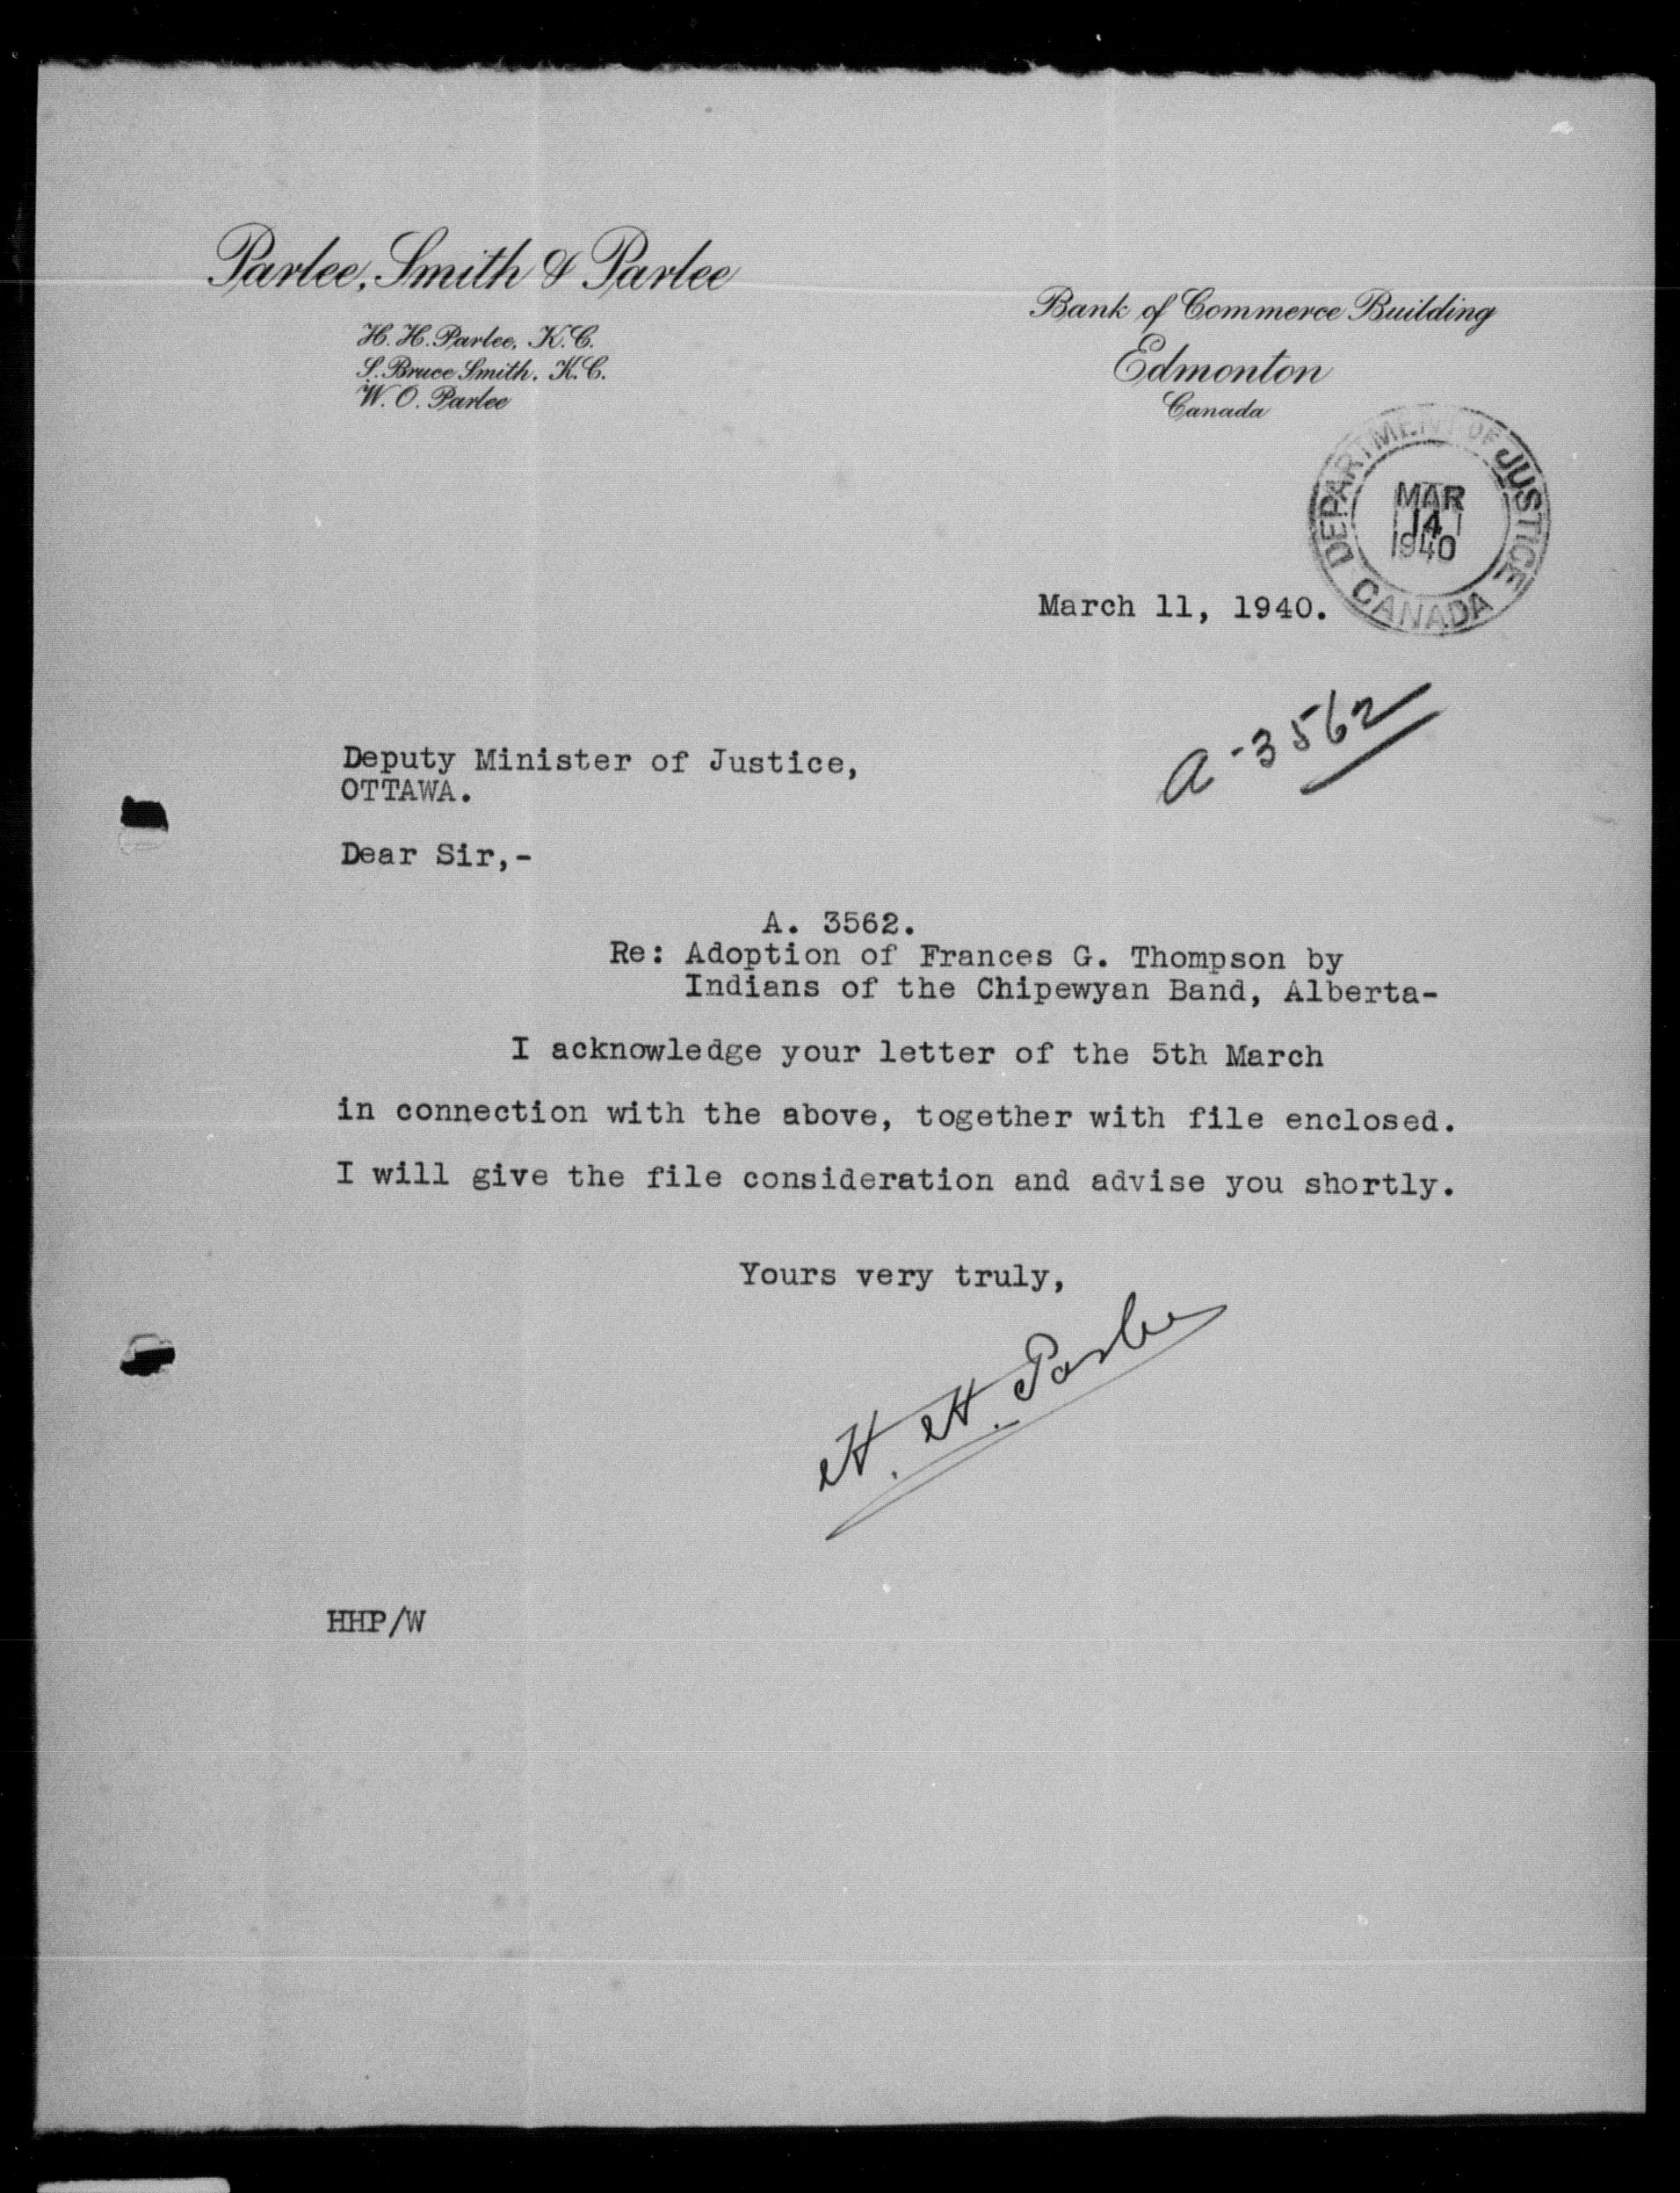 Parlee, Smith & Parlee
H. H. Parlee, K.C.
S. Bruce Smith, K.C.
W. O. Parlee
Bank of Commerce Building
Edmonton
Canada
DEPARTMENT OF JUSTICE
MAR
14
1940
CANADA
March 11, 1940.
a-3562
Deputy Minister of Justice,
OTTAWA.
Dear Sir,-
A. 3562.
Re: Adoption of Frances G. Thompson by
Indians of the Chipewyan Band, Alberta-
I acknowledge your letter of the 5th March
in connection with the above, together with file enclosed.
I will give the file consideration and advise you shortly.
Yours very truly,
H. H. Parlee
HHP/W